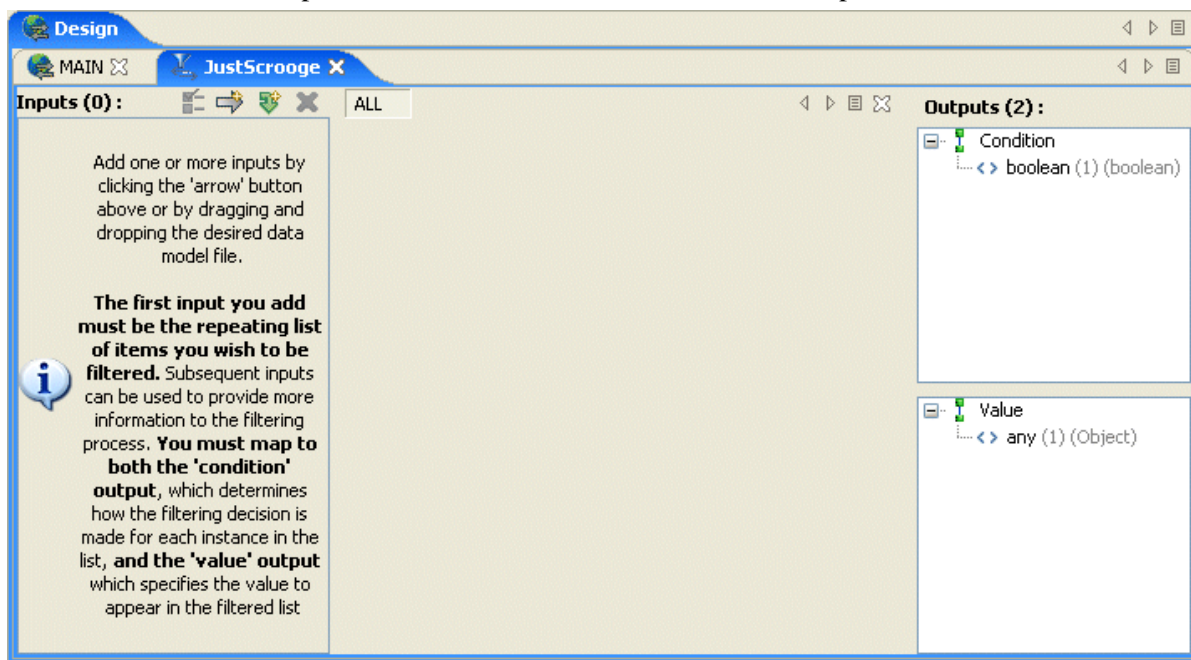 Design
MAIN
JustScrooge
Inputs (0) :
ALL
Outputs (2) :
Add one or more inputs by
clicking the 'arrow' button
above or by dragging and
dropping the desired data
model file.
The first input you add
must be the repeating list
of items you wish to be
filtered. Subsequent inputs
can be used to provide more
information to the filtering
process. You must map to
both the 'condition'
output, which determines
how the filtering decision is
made for each instance in the
list, and the 'value' output
which specifies the value to
appear in the filtered list
Condition
<> boolean (1) (boolean)
Value
<> any (1) (Object)